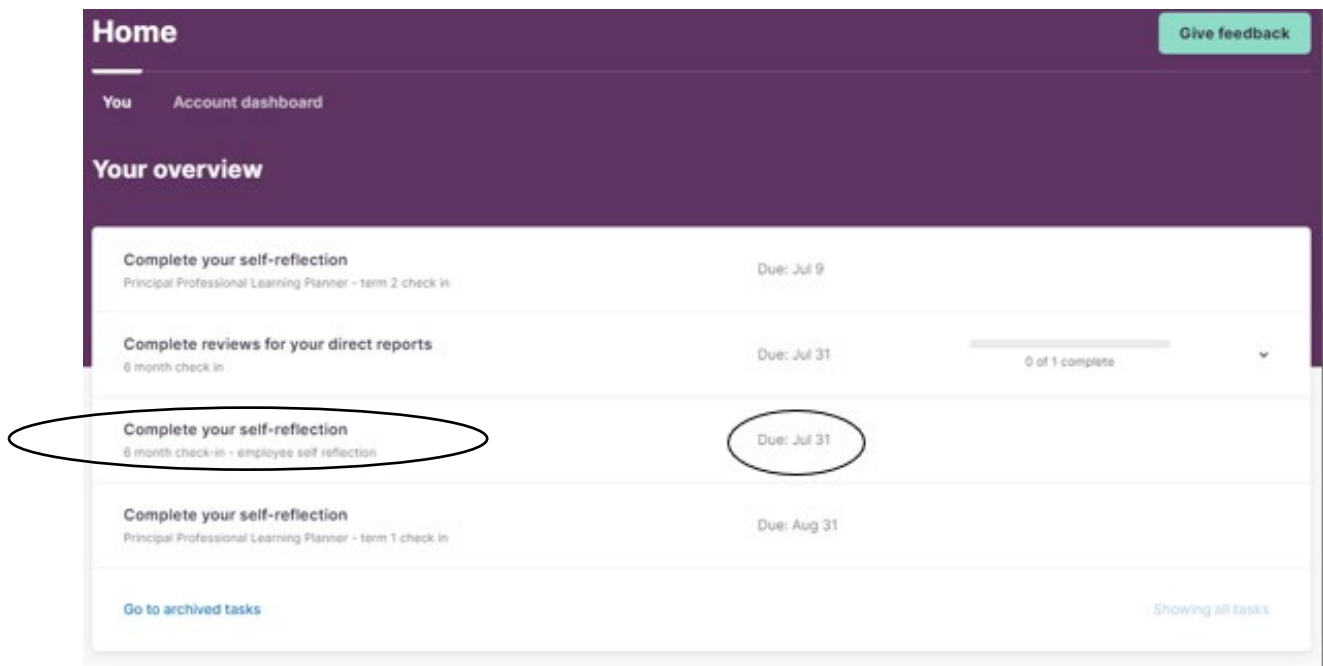 Home
Give feedback
You
Account dashboard
Your overview
Complete your self-reflection
Due: Jul 9
Principal Professional Learning Planner - term 2 check in
Complete reviews for your direct reports
Due: Jul 31
6 month check in
0 of 1 complete
Complete your self-reflection
Due: Jul 31
6 month check-in - employee self reflection
Complete your self-reflection
Due: Aug 31
Principal Professional Learning Planner - term 1 check in
Go to archived tasks
Showing all tasks